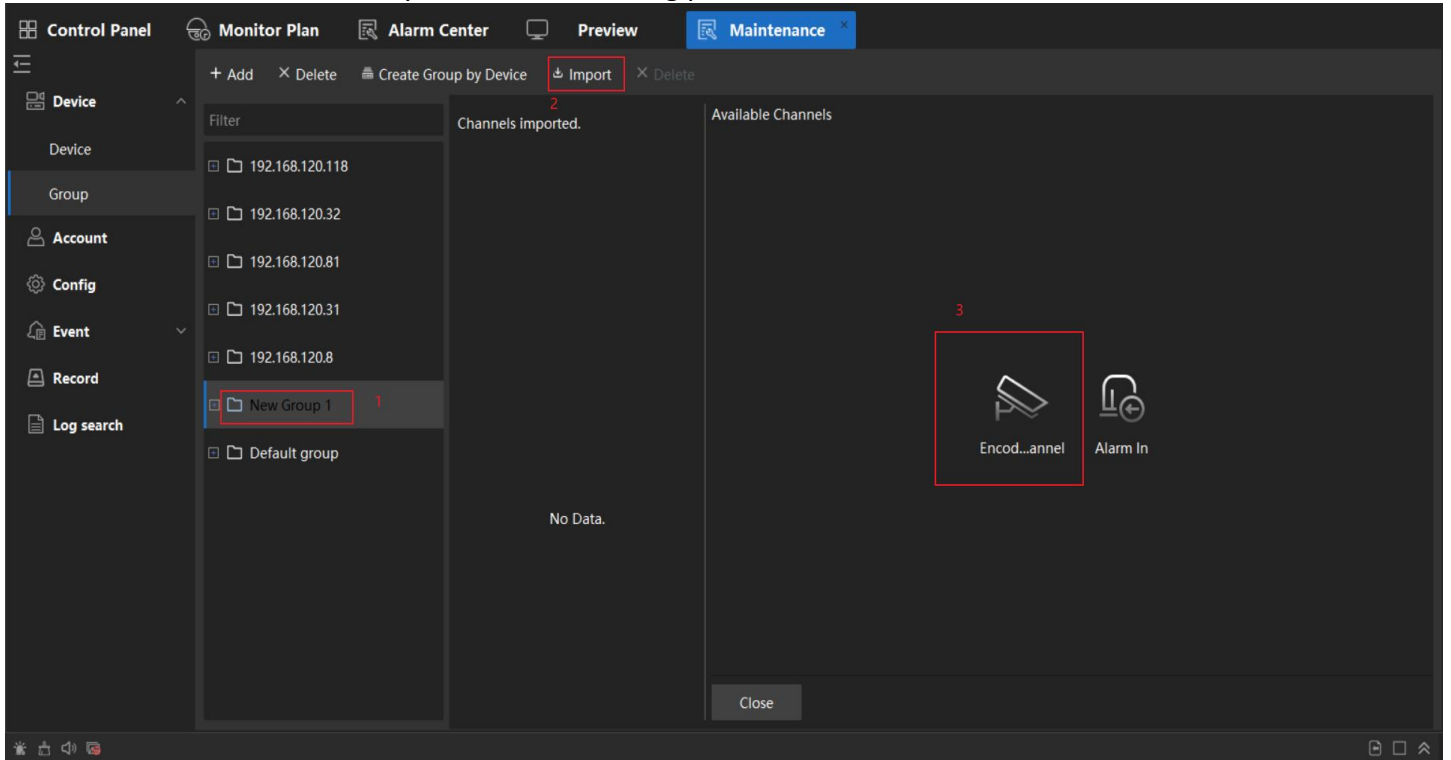 Control Panel Monitor Plan Alarm Center Preview Maintenance ×
+ Add × Delete Create Group by Device Import × Delete
2
Device
Device
Group
Account
Config
Event
Record
Log search
Filter
192.168.120.118
192.168.120.32
192.168.120.81
192.168.120.31
192.168.120.8
New Group 1 1
Default group
Channels imported.
No Data.
Available Channels
3
Encod...annel Alarm In
Close